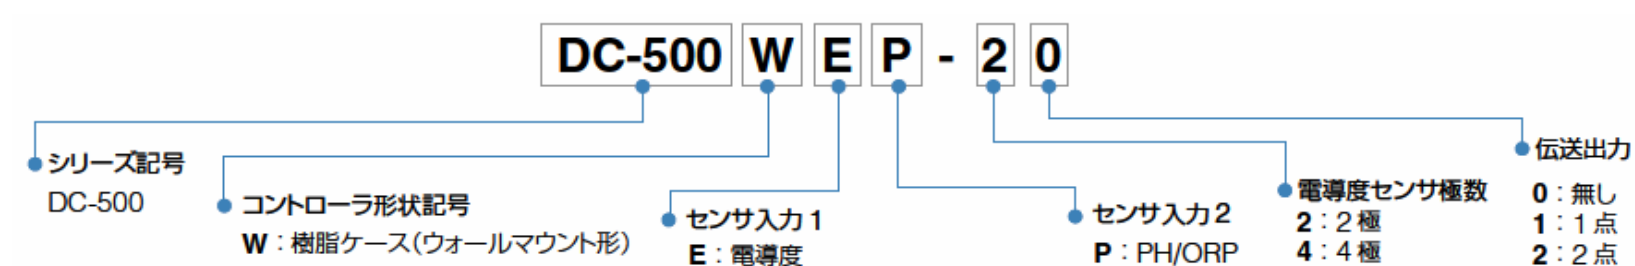 DC-500 W E P - 2 0
シリーズ記号
DC-500
コントローラ形状記号
W：樹脂ケース（ウォールマウント形）
センサ入力1
E：電導度
センサ入力2
P：PH/ORP
電導度センサ極数
2：2極
4：4極
伝送出力
0：無し
1：1点
2：2点